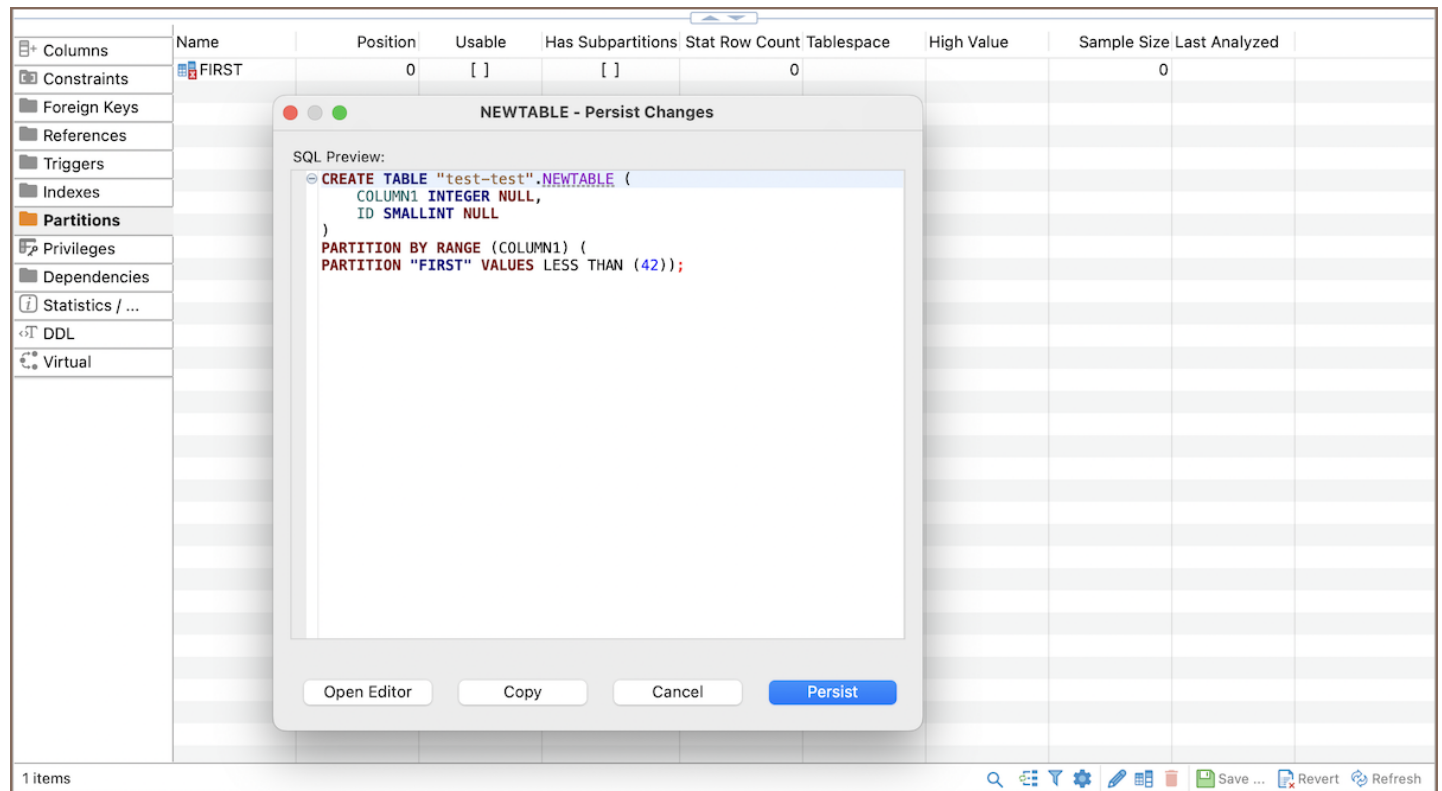 Name Position Usable Has Subpartitions Stat Row Count Tablespace High Value Sample Size Last Analyzed
FIRST 0 [ ] [ ] 0 0
Columns
Constraints
Foreign Keys
References
Triggers
Indexes
Partitions
Privileges
Dependencies
Statistics / ...
DDL
Virtual
NEWTABLE - Persist Changes
SQL Preview:
CREATE TABLE "test-test".NEWTABLE (
COLUMN1 INTEGER NULL,
ID SMALLINT NULL
)
PARTITION BY RANGE (COLUMN1) (
PARTITION "FIRST" VALUES LESS THAN (42));
Open Editor Copy Cancel Persist
1 items Save ... Revert Refresh